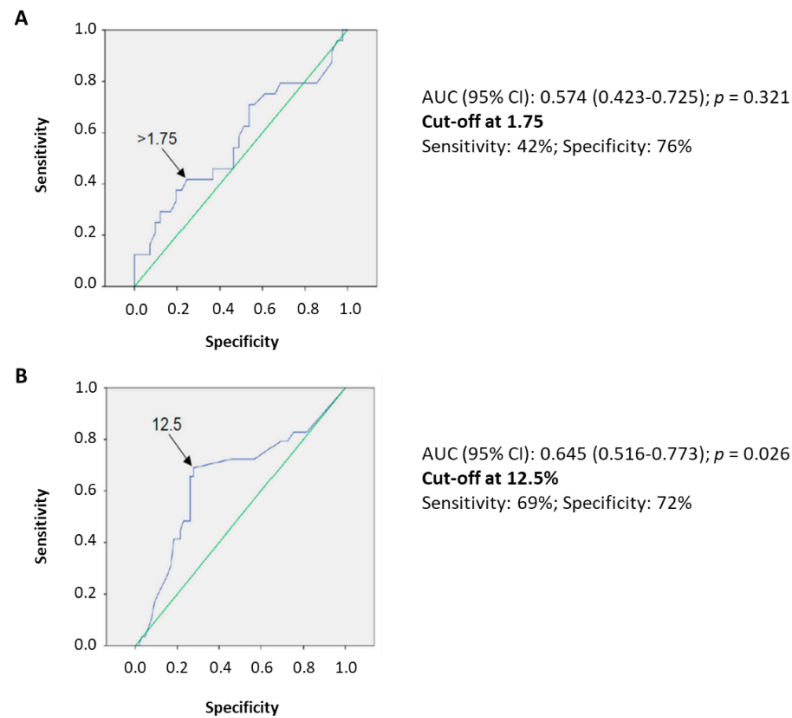 A
1.0
0.8
0.6
0.4
0.2
0.0
Sensitivity
>1.75
0.0 0.2 0.4 0.6 0.8 1.0
Specificity
AUC (95% CI): 0.574 (0.423-0.725); p = 0.321
Cut-off at 1.75
Sensitivity: 42%; Specificity: 76%
B
1.0
0.8
0.6
0.4
0.2
0.0
Sensitivity
12.5
0.0 0.2 0.4 0.6 0.8 1.0
Specificity
AUC (95% CI): 0.645 (0.516-0.773); p = 0.026
Cut-off at 12.5%
Sensitivity: 69%; Specificity: 72%